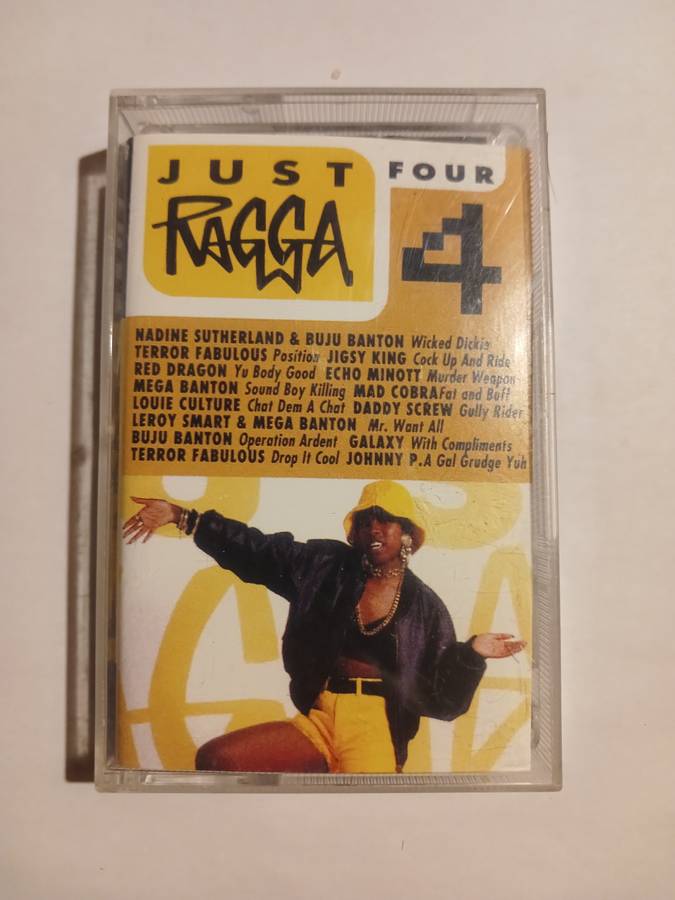 JUST FOUR
RAGGA 4
NADINE SUTHERLAND & BUJU BANTON Wicked Dickie
TERROR FABULOUS Position JIGSY KING Cock Up And Ride
RED DRAGON Yu Body Good ECHO MINOTT Murder Weapon
MEGA BANTON Sound Boy Killing MAD COBRA Fat and Buff
LOUIE CULTURE Chat Dem A Chat DADDY SCREW Gully Rider
LEROY SMART & MEGA BANTON Mr. Want All
BUJU BANTON Operation Ardent GALAXY With Compliments
TERROR FABULOUS Drop It Cool JOHNNY P. A Gal Grudge Yuh